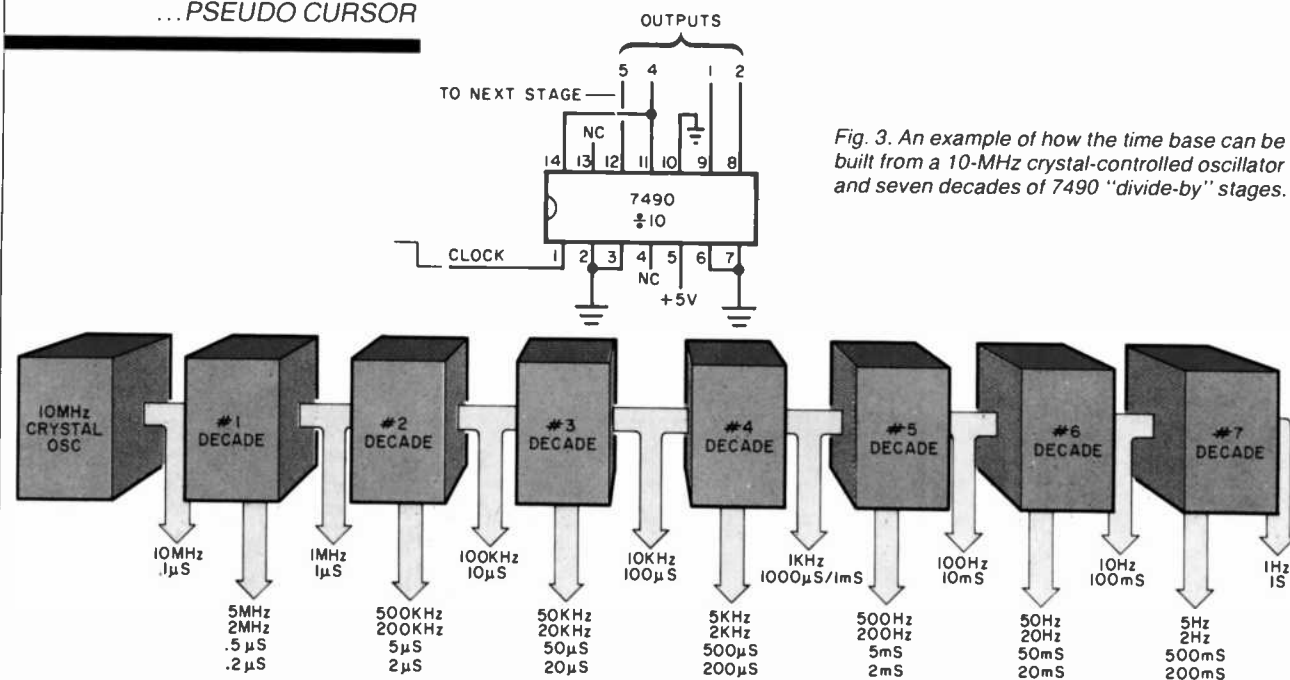 ...PSEUDO CURSOR
OUTPUTS
5 4 1 2
TO NEXT STAGE
NC
14 13 12 11 10 9 8
7490
÷10
CLOCK
1 2 3 4 5 6 7
NC
+5V
Fig. 3. An example of how the time base can be
built from a 10-MHz crystal-controlled oscillator
and seven decades of 7490 "divide-by" stages.
10MHz
CRYSTAL
OSC
#1
DECADE
#2
DECADE
#3
DECADE
#4
DECADE
#5
DECADE
#6
DECADE
#7
DECADE
10MHz
.1µS
5MHz
2MHz
.5µS
.2µS
1MHz
1µS
500KHz
200KHz
5µS
2µS
100KHz
10µS
50KHz
20KHz
50µS
20µS
10KHz
100µS
5KHz
2KHz
500µS
200µS
1KHz
1000µS/1mS
500Hz
200Hz
5mS
2mS
100Hz
10mS
50Hz
20Hz
50mS
20mS
10Hz
100mS
5Hz
2Hz
500mS
200mS
1Hz
1S